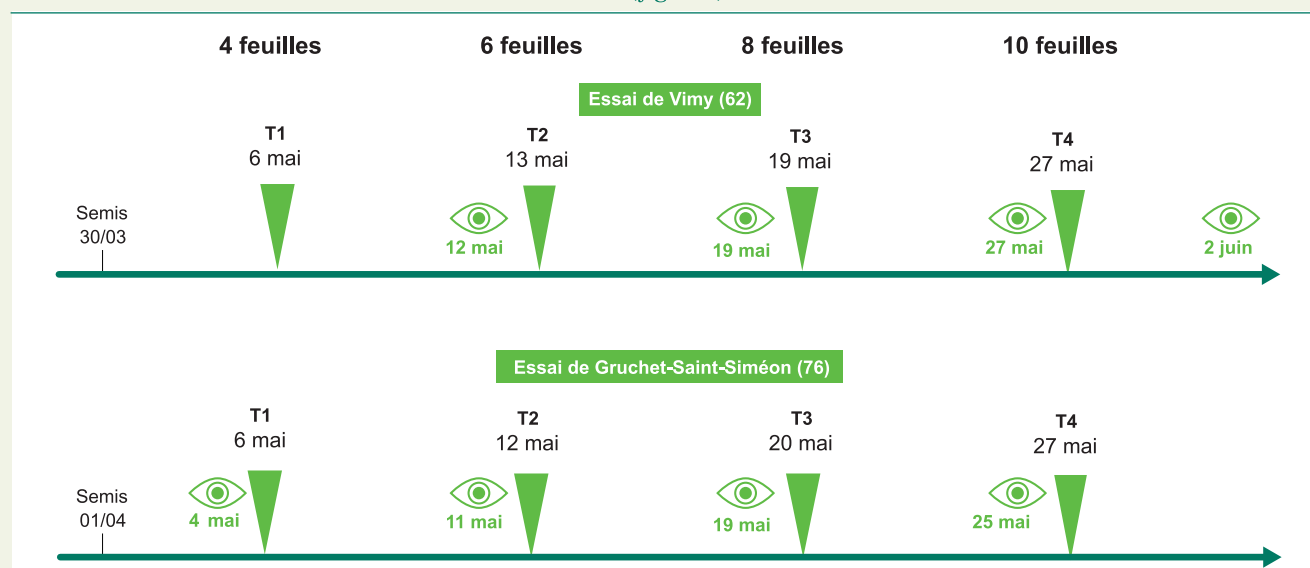 4 feuilles 6 feuilles 8 feuilles 10 feuilles
Essai de Vimy (62)
T1 T2 T3 T4
6 mai 13 mai 19 mai 27 mai
Semis
30/03
12 mai 19 mai 27 mai 2 juin
Essai de Gruchet-Saint-Siméon (76)
T1 T2 T3 T4
6 mai 12 mai 20 mai 27 mai
Semis
01/04
4 mai 11 mai 19 mai 25 mai